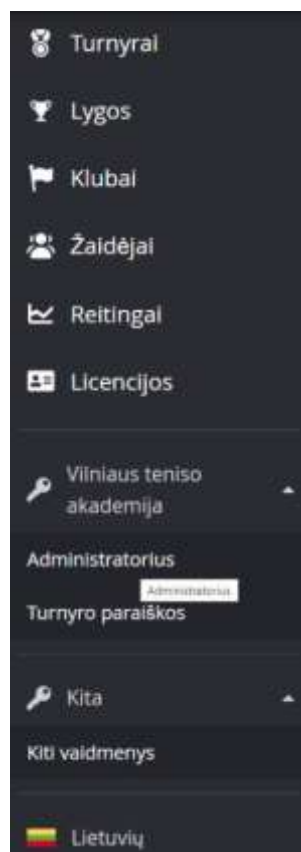 Turnyrai
Lygos
Klubai
Žaidėjai
Reitingai
Licencijos
Vilniaus teniso
akademija
Administratorius
Administratorius
Turnyro paraiškos
Kita
Kiti vaidmenys
Lietuvių